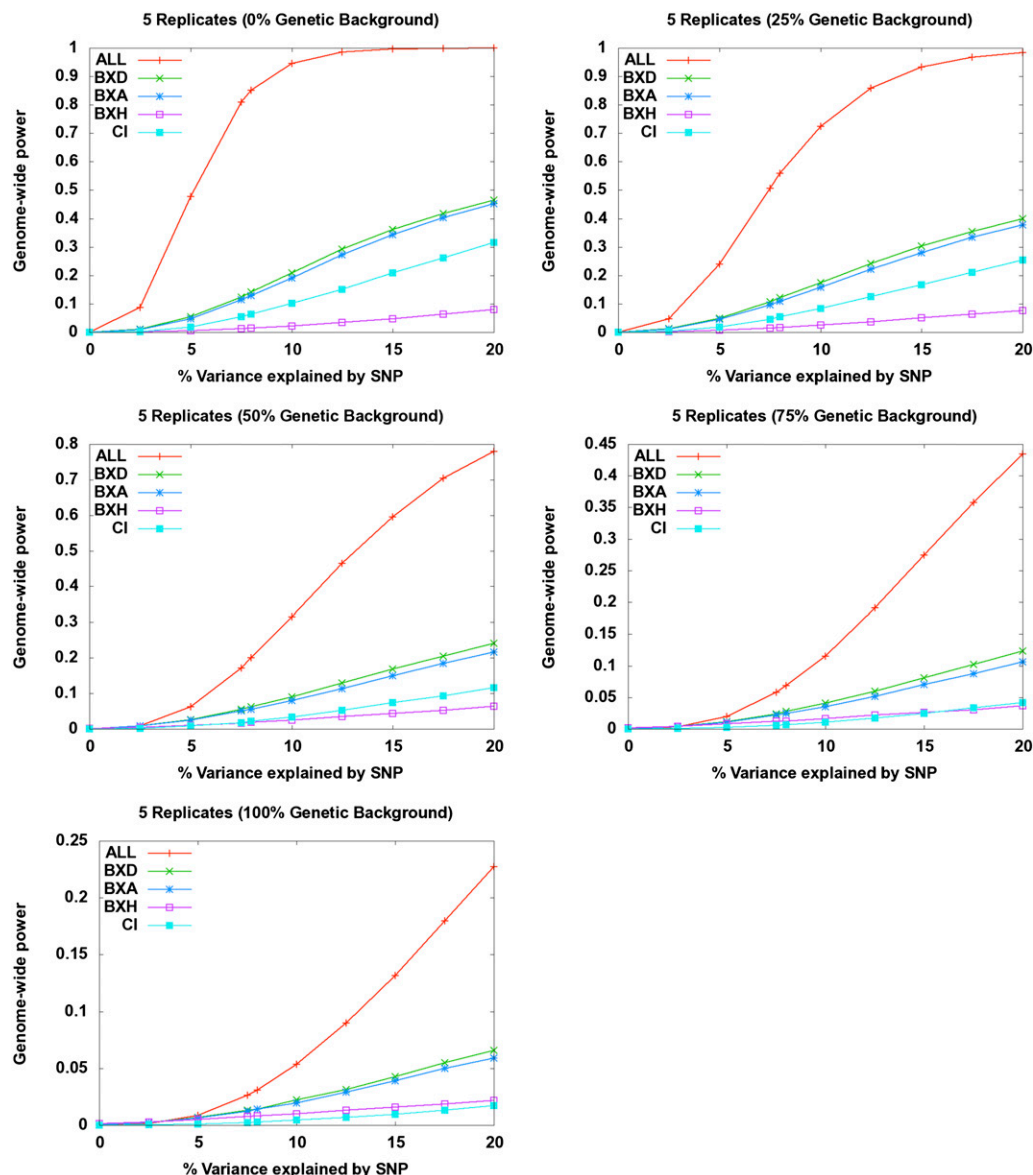 5 Replicates (0% Genetic Background)
1
0.9
0.8
0.7
0.6
0.5
0.4
0.3
0.2
0.1
0
Genome-wide power
ALL
BXD
BXA
BXH
CI
0 5 10 15 20
% Variance explained by SNP
5 Replicates (25% Genetic Background)
1
0.9
0.8
0.7
0.6
0.5
0.4
0.3
0.2
0.1
0
Genome-wide power
ALL
BXD
BXA
BXH
CI
0 5 10 15 20
% Variance explained by SNP
5 Replicates (50% Genetic Background)
0.8
0.7
0.6
0.5
0.4
0.3
0.2
0.1
0
Genome-wide power
ALL
BXD
BXA
BXH
CI
0 5 10 15 20
% Variance explained by SNP
5 Replicates (75% Genetic Background)
0.45
0.4
0.35
0.3
0.25
0.2
0.15
0.1
0.05
0
Genome-wide power
ALL
BXD
BXA
BXH
CI
0 5 10 15 20
% Variance explained by SNP
5 Replicates (100% Genetic Background)
0.25
0.2
0.15
0.1
0.05
0
Genome-wide power
ALL
BXD
BXA
BXH
CI
0 5 10 15 20
% Variance explained by SNP